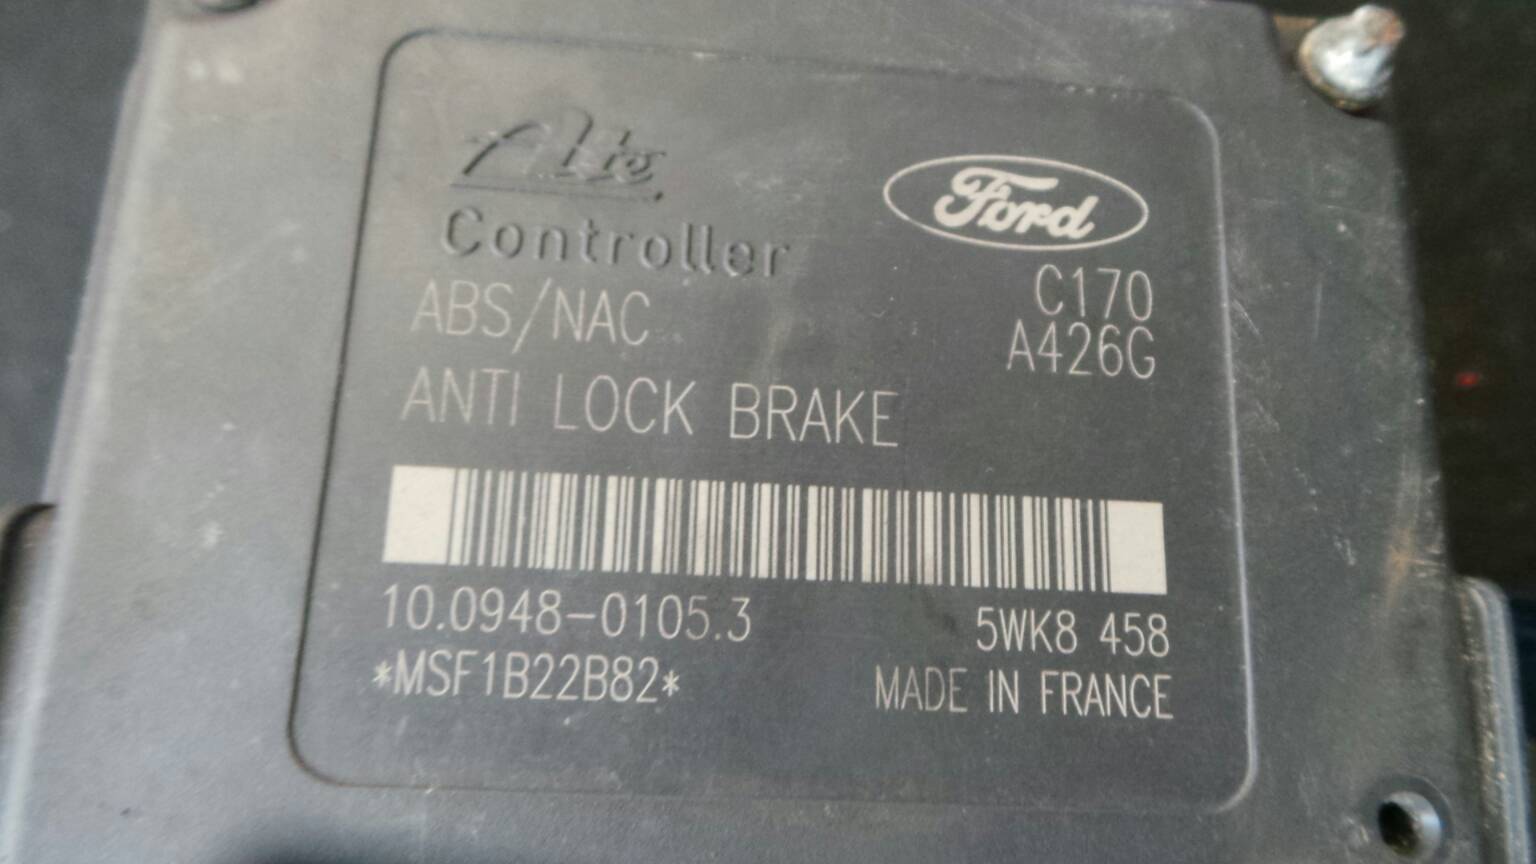 Ate
Controller
Ford
ABS/NAC
C170
A426G
ANTI LOCK BRAKE
10.0948-0105.3
5WK8 458
*MSF1B22B82*
MADE IN FRANCE